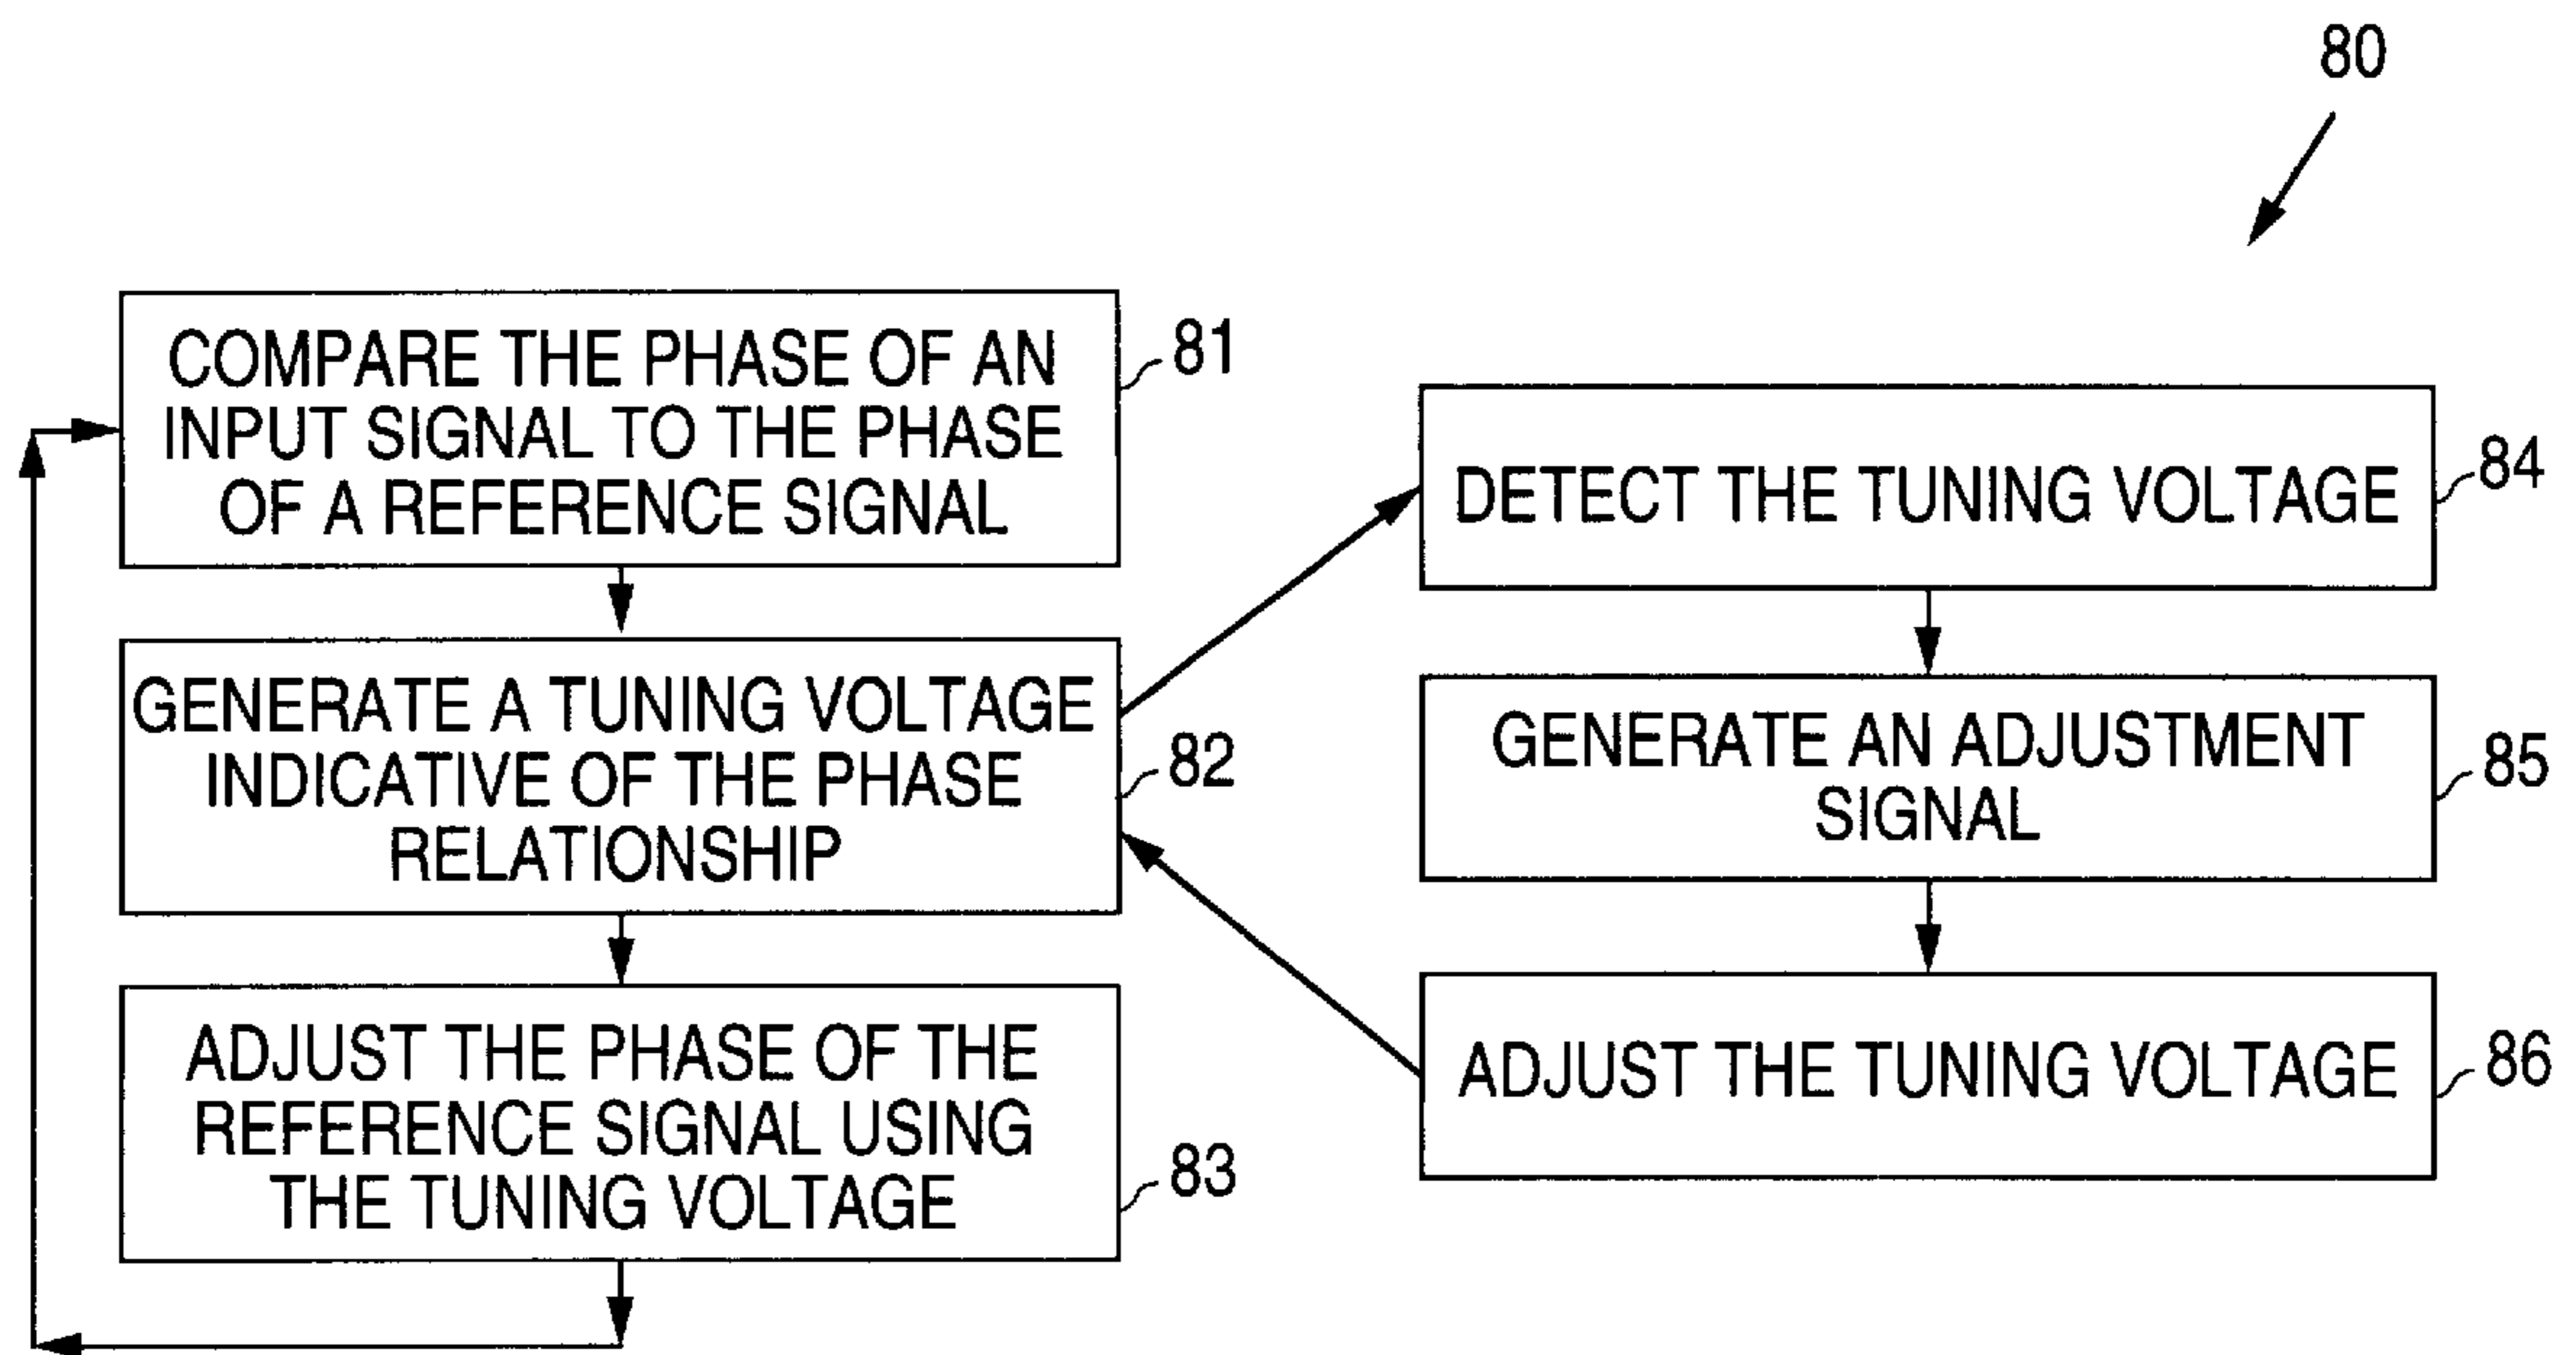 80
COMPARE THE PHASE OF AN
INPUT SIGNAL TO THE PHASE
OF A REFERENCE SIGNAL
81
GENERATE A TUNING VOLTAGE
INDICATIVE OF THE PHASE
RELATIONSHIP
82
ADJUST THE PHASE OF THE
REFERENCE SIGNAL USING
THE TUNING VOLTAGE
83
DETECT THE TUNING VOLTAGE
84
GENERATE AN ADJUSTMENT
SIGNAL
85
ADJUST THE TUNING VOLTAGE
86